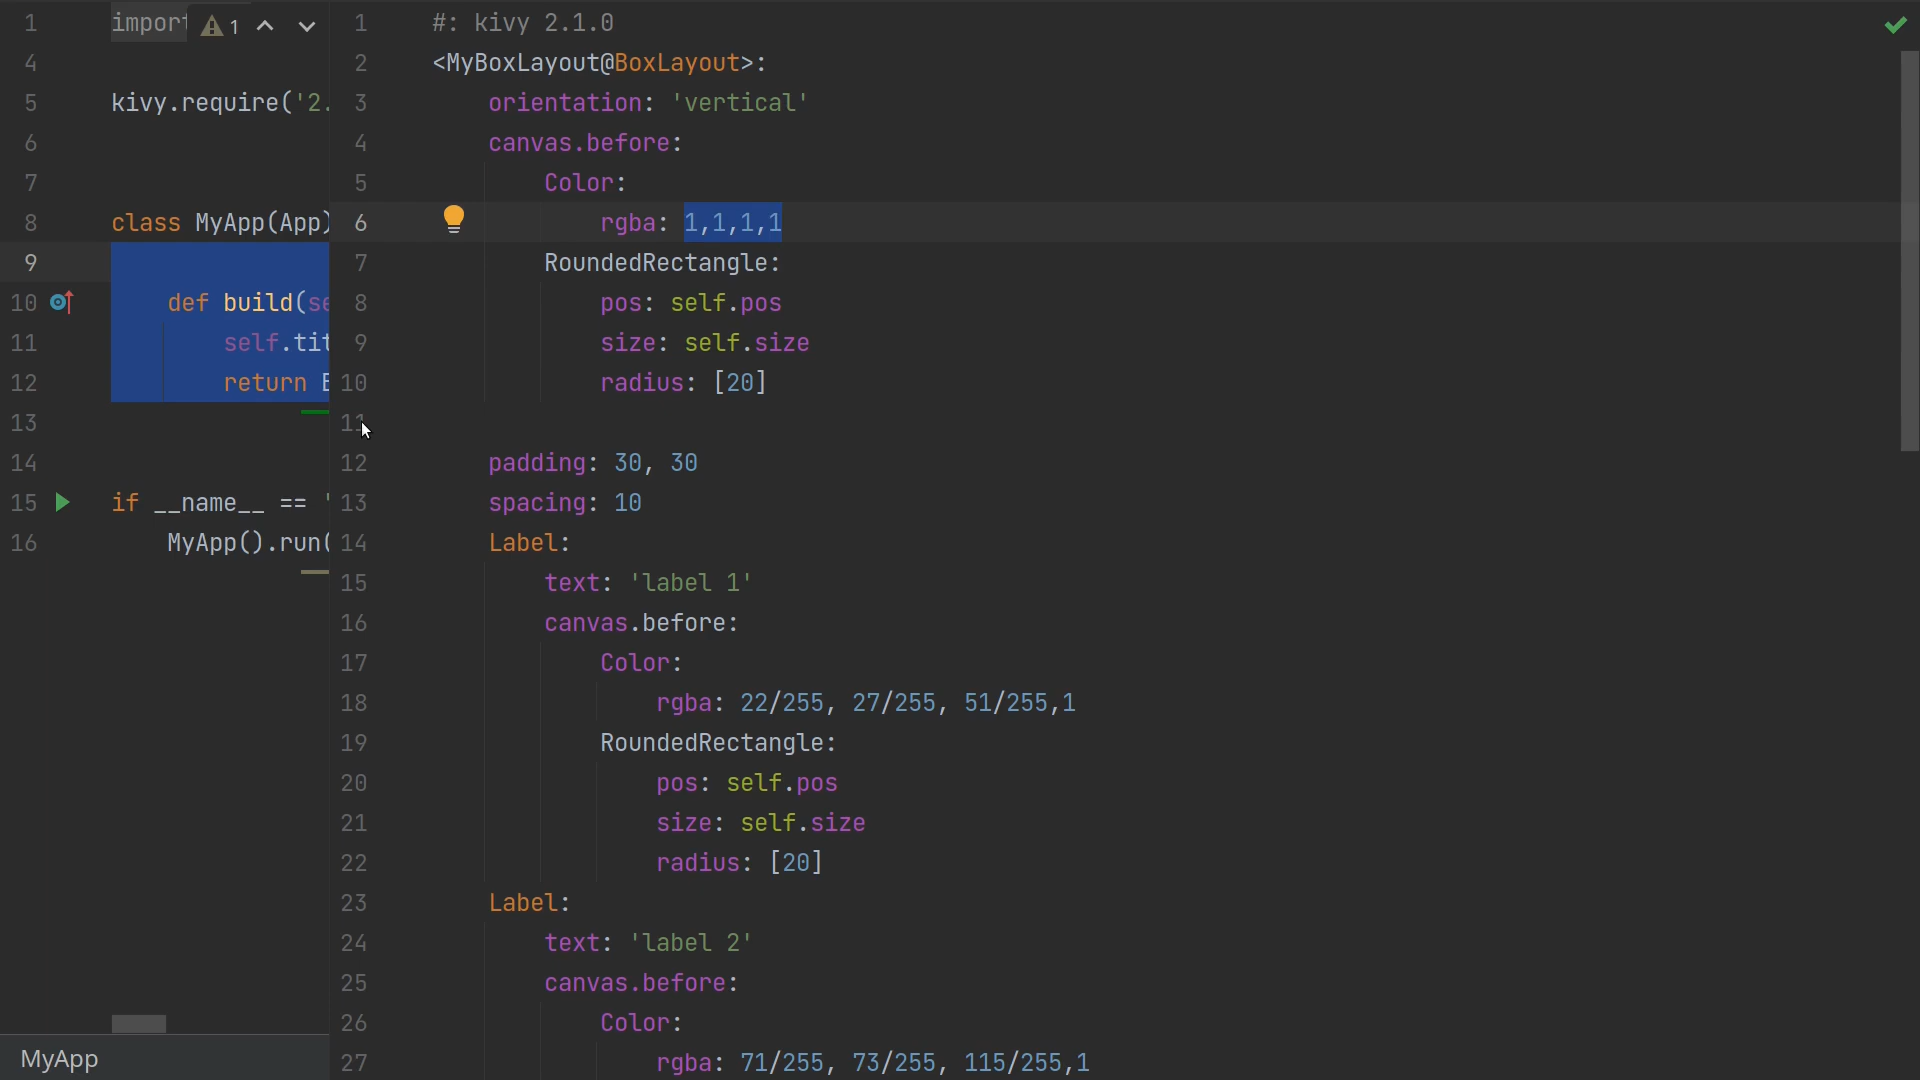 1 import
⚠ 1
4
5 kivy.require('2.
6
7
8 class MyApp(App)
9
10 def build(se
11 self.tit
12 return
13
14
15 if __name__ == '
16 MyApp().run(
MyApp
1 #: kivy 2.1.0
2 <MyBoxLayout@BoxLayout>:
3 orientation: 'vertical'
4 canvas.before:
5 Color:
6 rgba: 1,1,1,1
7 RoundedRectangle:
8 pos: self.pos
9 size: self.size
10 radius: [20]
11
12 padding: 30, 30
13 spacing: 10
14 Label:
15 text: 'label 1'
16 canvas.before:
17 Color:
18 rgba: 22/255, 27/255, 51/255,1
19 RoundedRectangle:
20 pos: self.pos
21 size: self.size
22 radius: [20]
23 Label:
24 text: 'label 2'
25 canvas.before:
26 Color:
27 rgba: 71/255, 73/255, 115/255,1